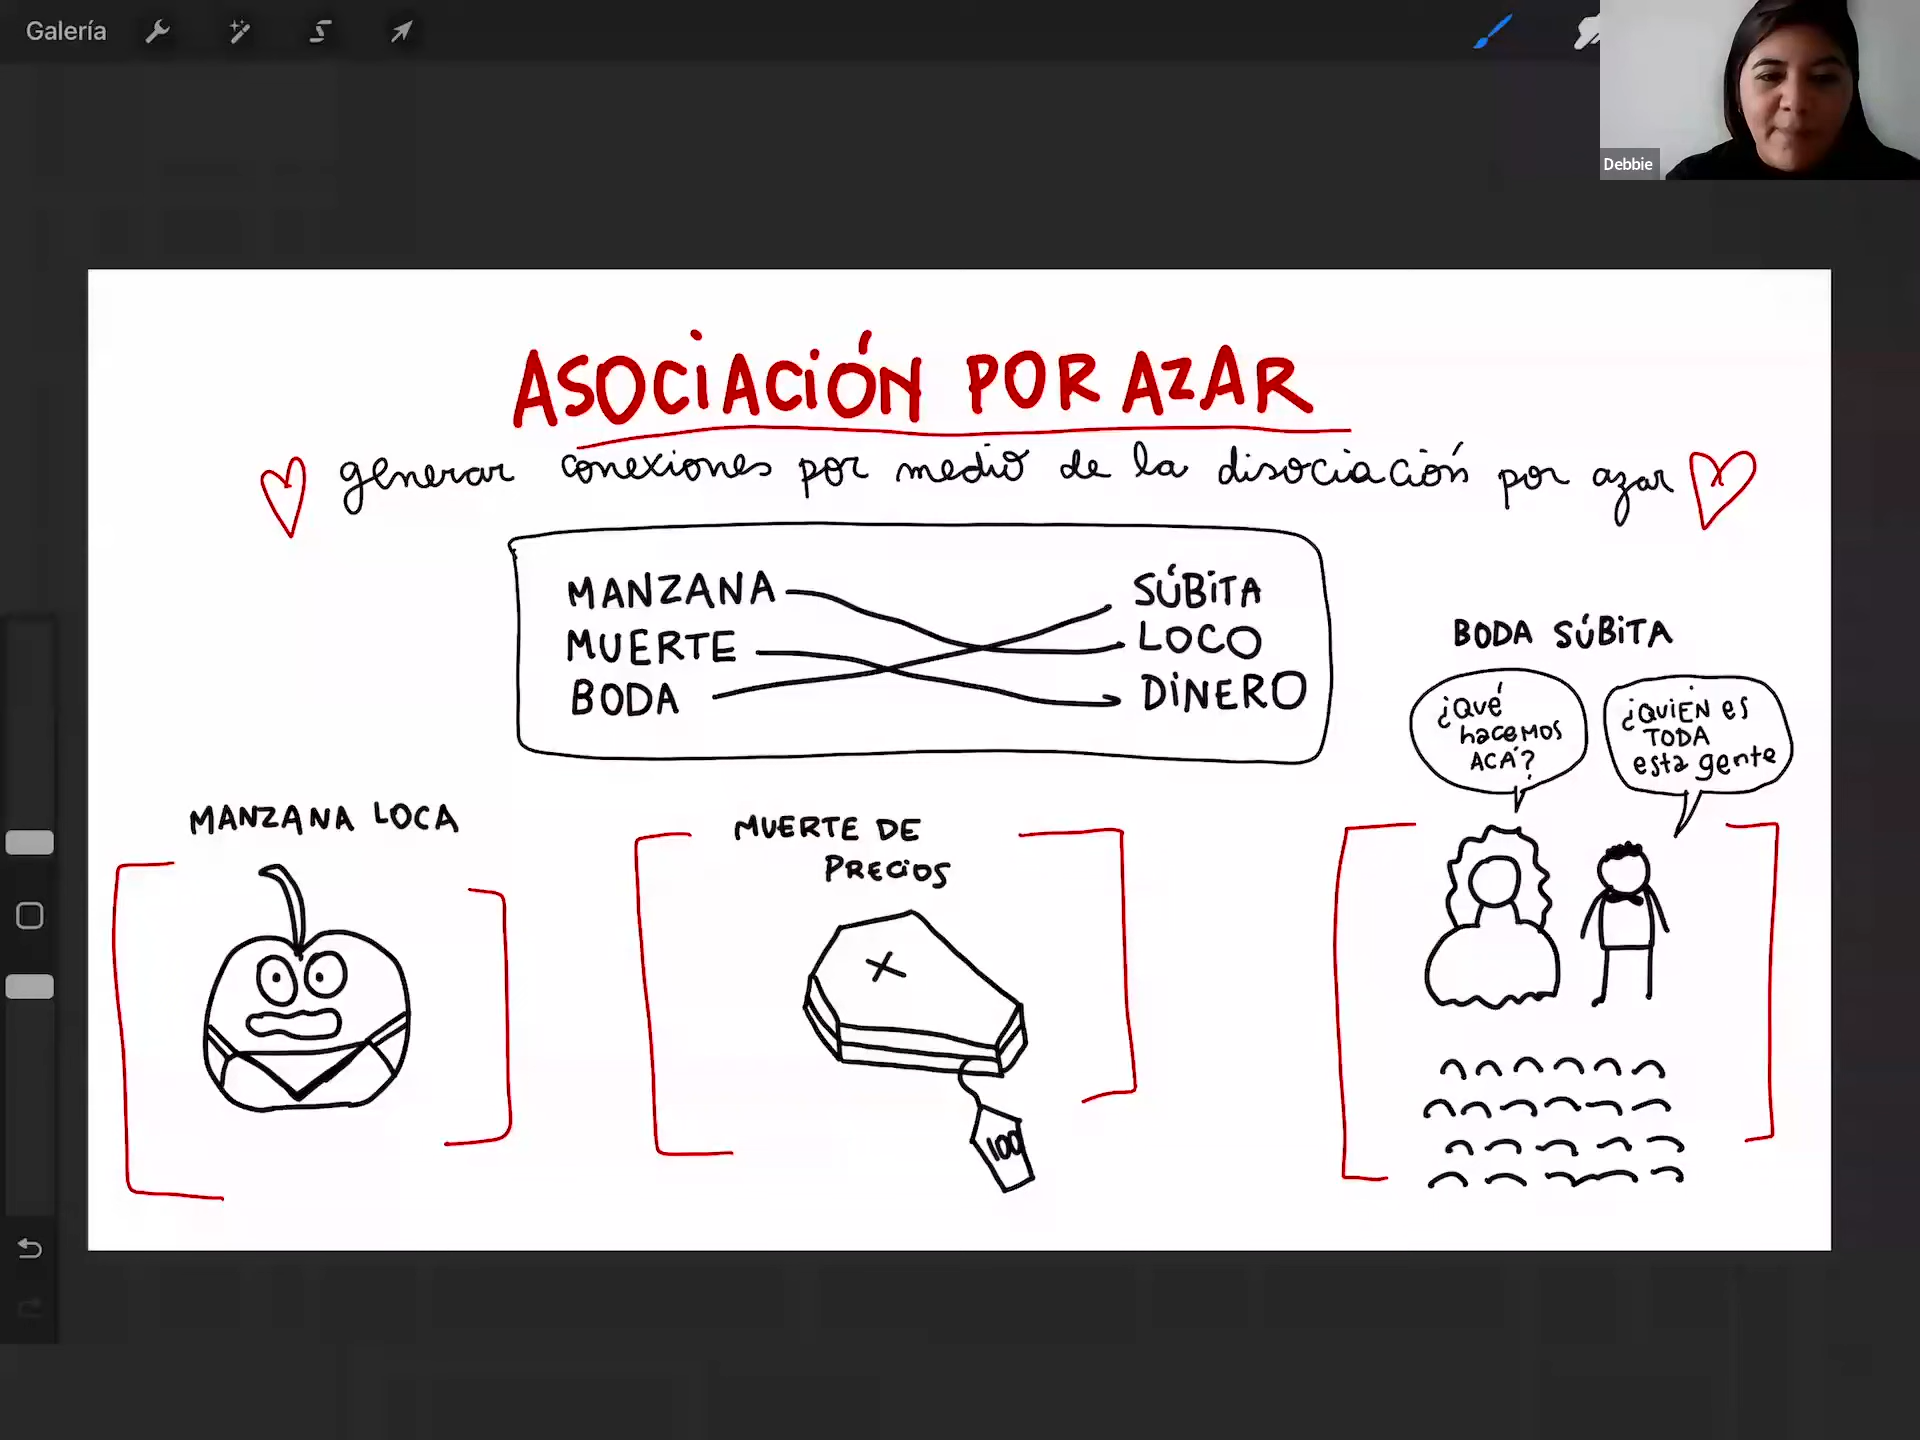 Galería
Debbie
ASOCIACIÓN POR AZAR
generar conexiones por medio de la disociación por azar
MANZANA SÚBITA
MUERTE LOCO
BODA DINERO
BODA SÚBITA
¿Qué
hacemos
ACÁ?
¿QUIÉN es
TODA
esta gente
MANZANA LOCA
MUERTE DE
PRECIOS
100